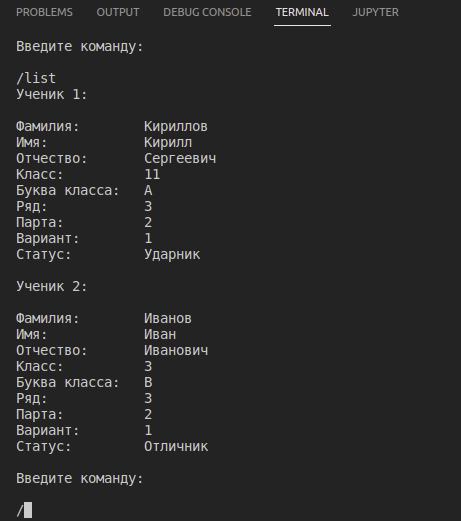 PROBLEMS OUTPUT DEBUG CONSOLE TERMINAL JUPYTER
Введите команду:
/list
Ученик 1:
Фамилия: Кириллов
Имя: Кирилл
Отчество: Сергеевич
Класс: 11
Буква класса: А
Ряд: 3
Парта: 2
Вариант: 1
Статус: Ударник
Ученик 2:
Фамилия: Иванов
Имя: Иван
Отчество: Иванович
Класс: 3
Буква класса: В
Ряд: 3
Парта: 2
Вариант: 1
Статус: Отличник
Введите команду:
/